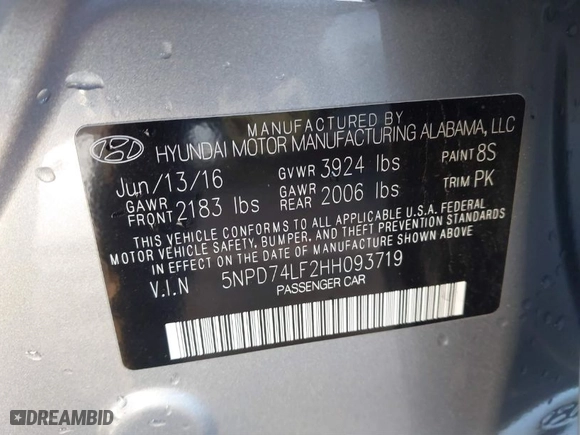 MANUFACTURED BY
HYUNDAI MOTOR MANUFACTURING ALABAMA, LLC
Jun/13/16 GVWR 3924 lbs PAINT 8S
GAWR FRONT 2183 lbs GAWR REAR 2006 lbs TRIM PK
THIS VEHICLE CONFORMS TO ALL APPLICABLE U.S.A. FEDERAL
MOTOR VEHICLE SAFETY, BUMPER, AND THEFT PREVENTION
STANDARDS IN EFFECT ON THE DATE OF MANUFACTURE SHOWN ABOVE.
V.I.N 5NPD74LF2HH093719
PASSENGER CAR
DREAMBID